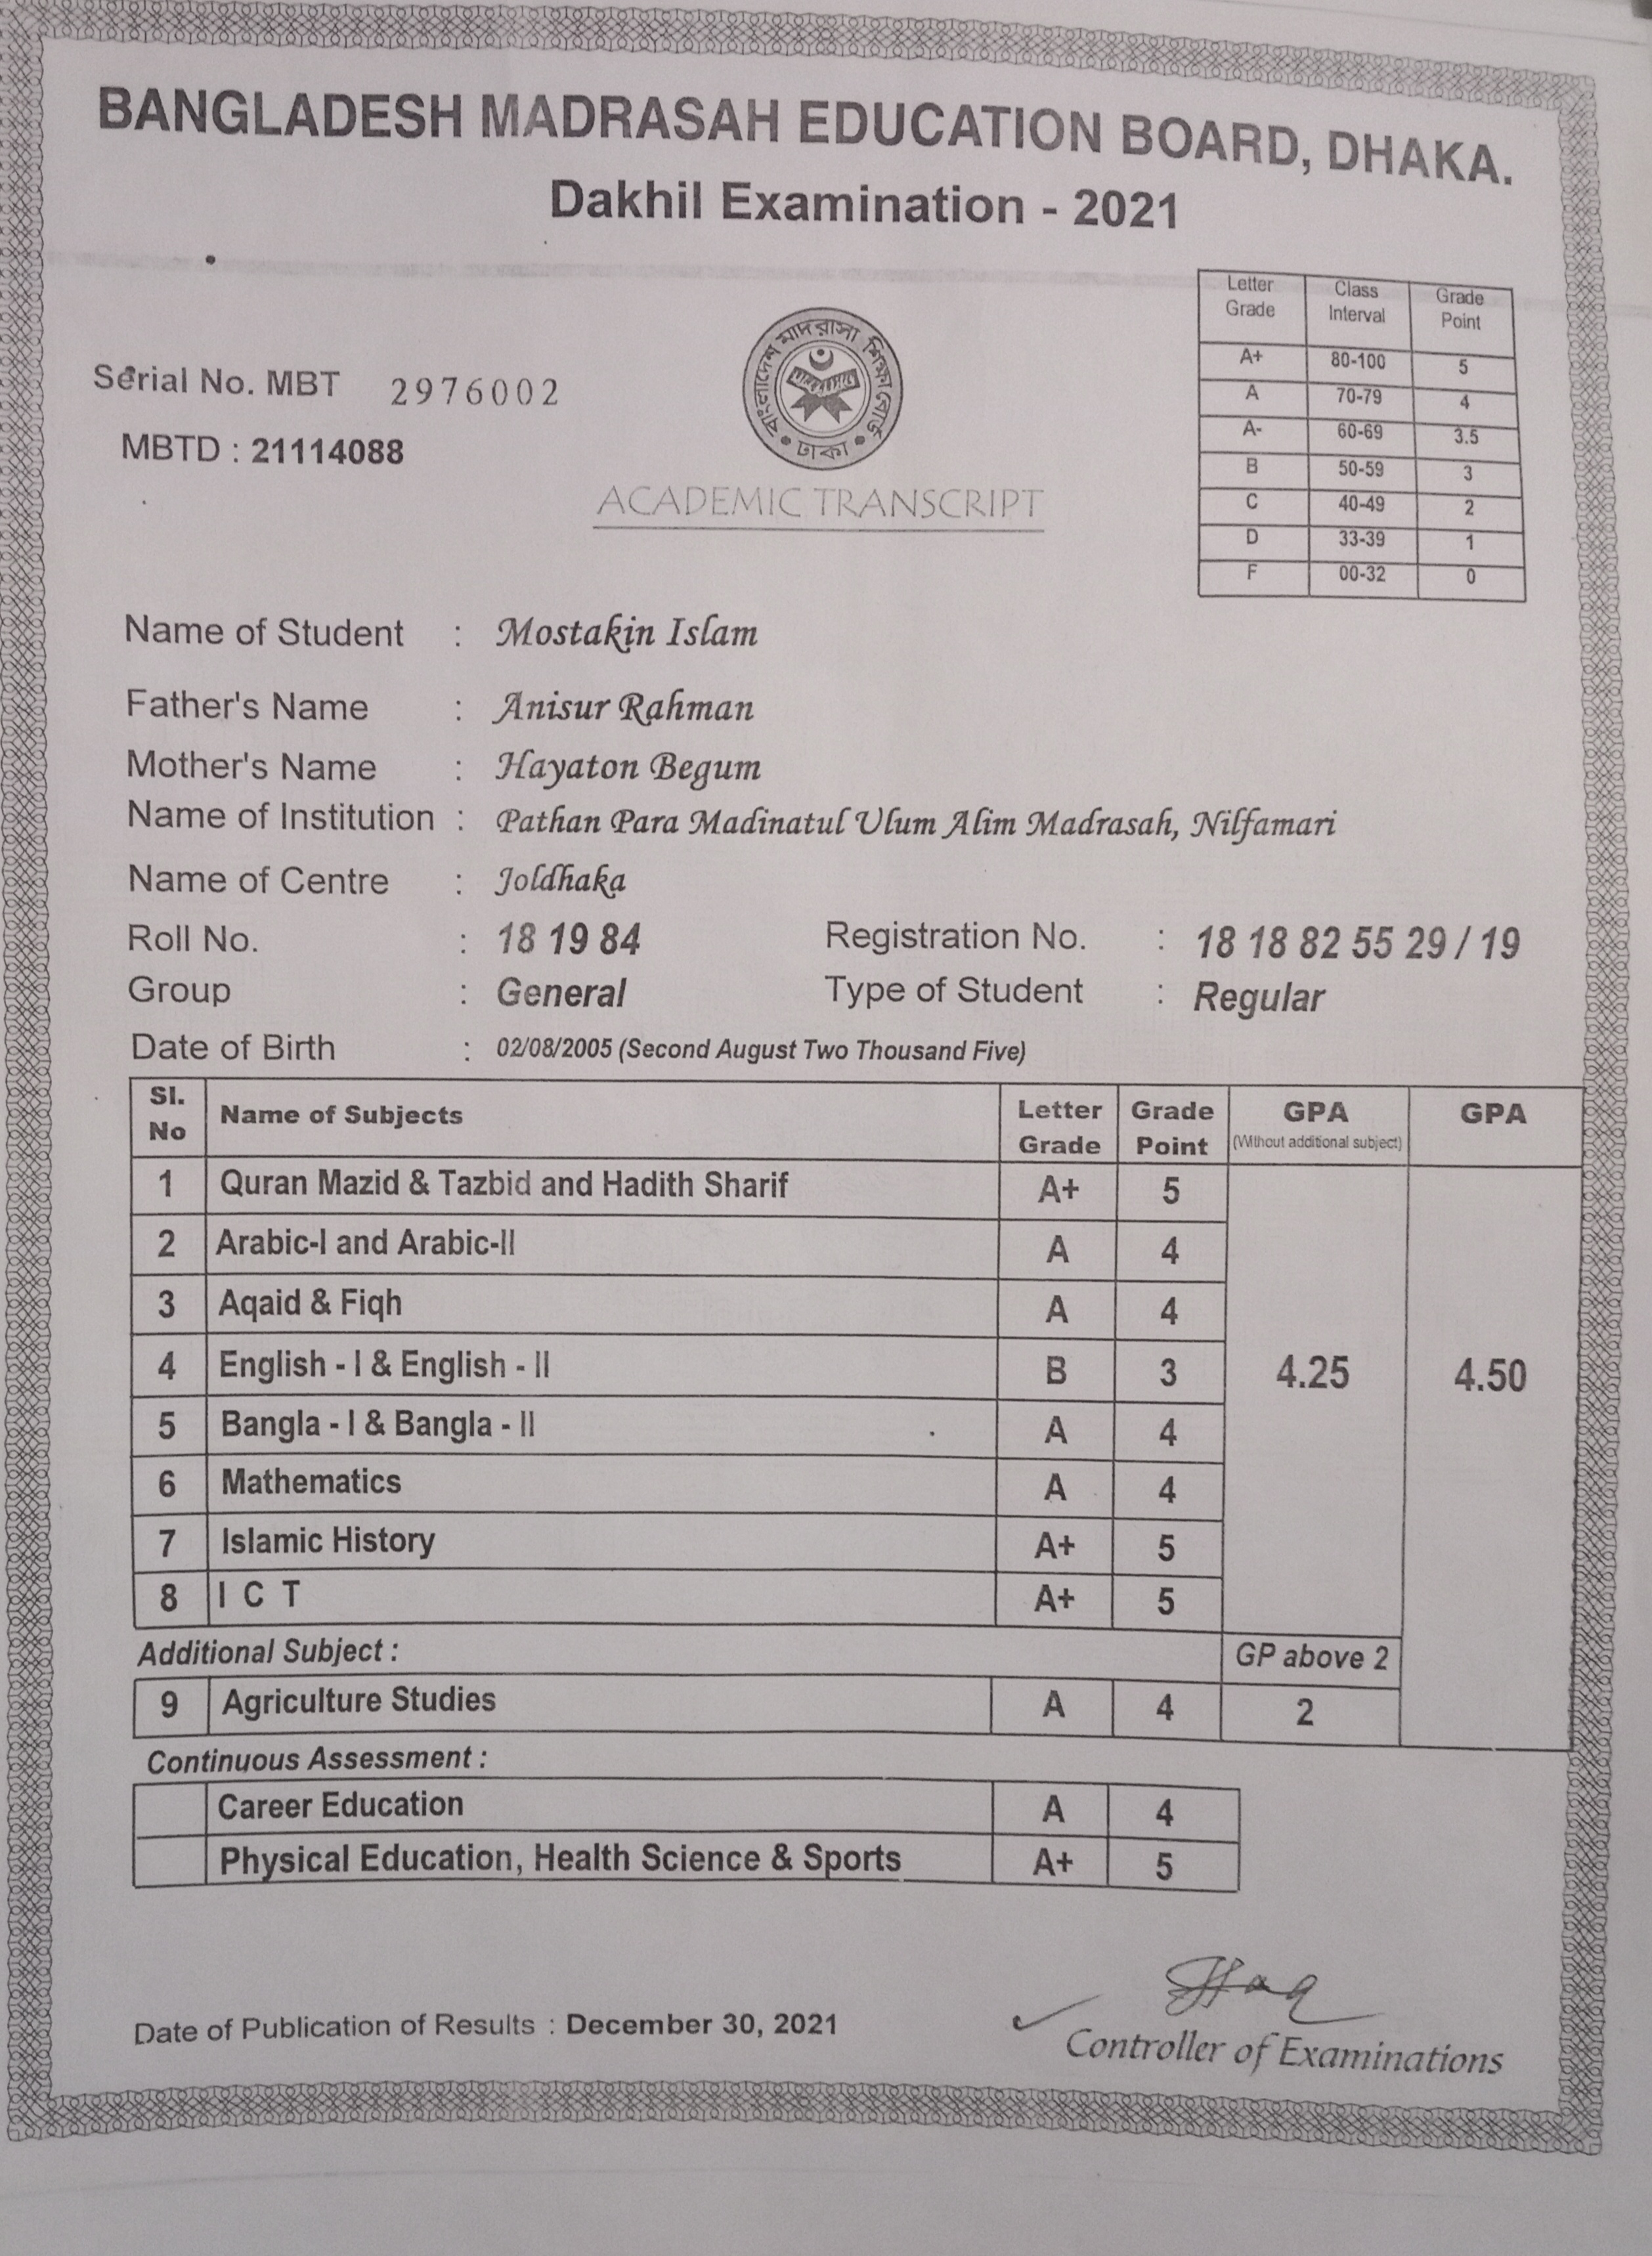 BANGLADESH MADRASAH EDUCATION BOARD, DHAKA.
Dakhil Examination - 2021
Serial No. MBT 2976002
MBTD : 21114088
বাংলাদেশ মাদরাসা শিক্ষা বোর্ড
ঢাকা
ACADEMIC TRANSCRIPT
Letter Grade Class Interval Grade Point
A+ 80-100 5
A 70-79 4
A- 60-69 3.5
B 50-59 3
C 40-49 2
D 33-39 1
F 00-32 0
Name of Student : Mostakin Islam
Father's Name : Anisur Rahman
Mother's Name : Hayaton Begum
Name of Institution : Pathan Para Madinatul Ulum Alim Madrasah, Nilfamari
Name of Centre : Joldhaka
Roll No. : 18 19 84 Registration No. : 18 18 82 55 29 / 19
Group : General Type of Student : Regular
Date of Birth : 02/08/2005 (Second August Two Thousand Five)
Sl. No Name of Subjects Letter Grade Grade Point GPA (Without additional subject) GPA
1 Quran Mazid & Tazbid and Hadith Sharif A+ 5
2 Arabic-I and Arabic-II A 4
3 Aqaid & Fiqh A 4
4 English - I & English - II B 3 4.25 4.50
5 Bangla - I & Bangla - II A 4
6 Mathematics A 4
7 Islamic History A+ 5
8 I C T A+ 5
Additional Subject : GP above 2
9 Agriculture Studies A 4 2
Continuous Assessment :
Career Education A 4
Physical Education, Health Science & Sports A+ 5
Date of Publication of Results : December 30, 2021
Controller of Examinations